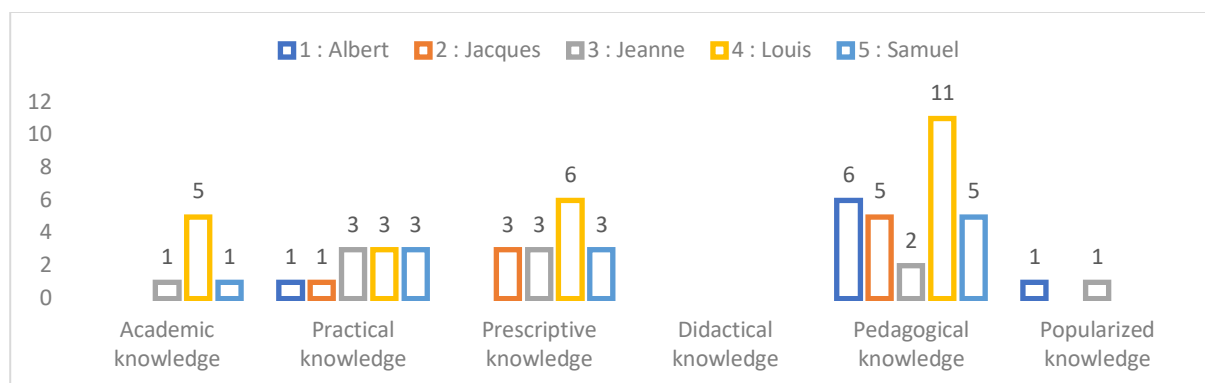 1 : Albert 2 : Jacques 3 : Jeanne 4 : Louis 5 : Samuel
12
10
8
6
4
2
0
1 5 1
1 1 3 3 3
3 3 6 3
6 5 2 11 5
1 1
Academic knowledge
Practical knowledge
Prescriptive knowledge
Didactical knowledge
Pedagogical knowledge
Popularized knowledge